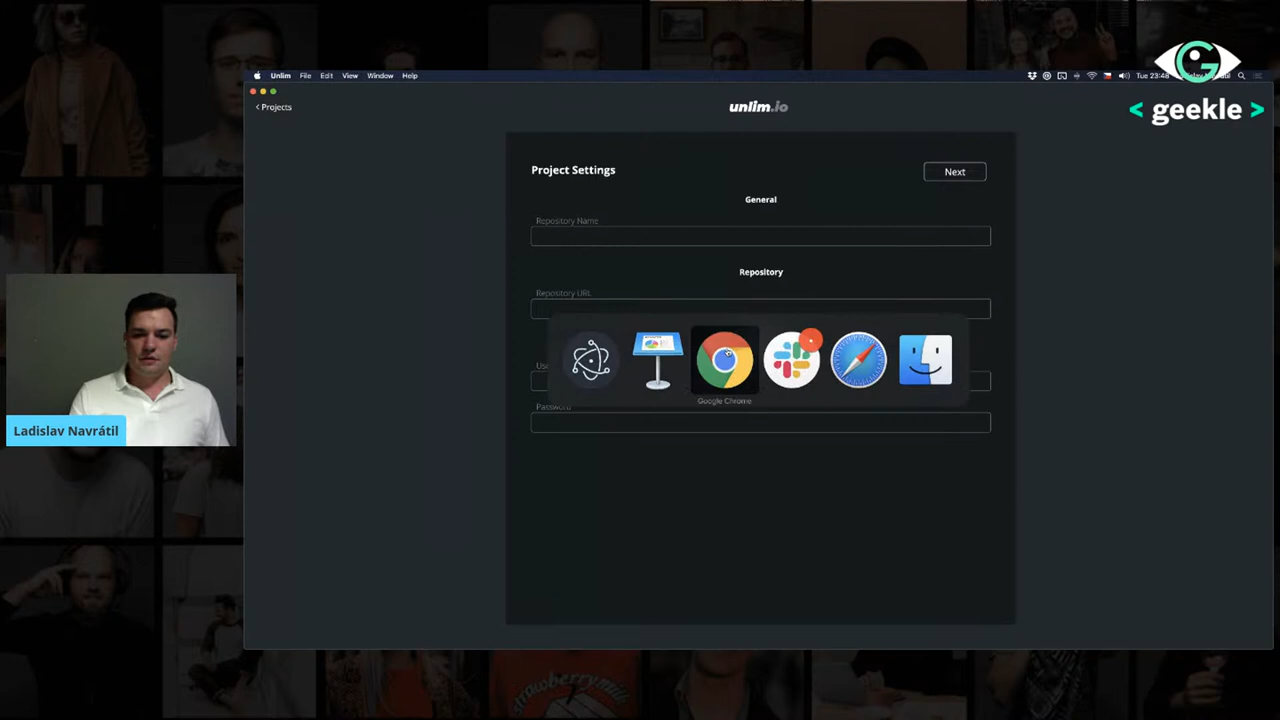 Unlim File Edit View Window Help
Tue 23:48
< Projects
unlim.io
< geekle >
Project Settings
Next
General
Repository Name
Repository
Repository URL
Password
Google Chrome
Ladislav Navrátil